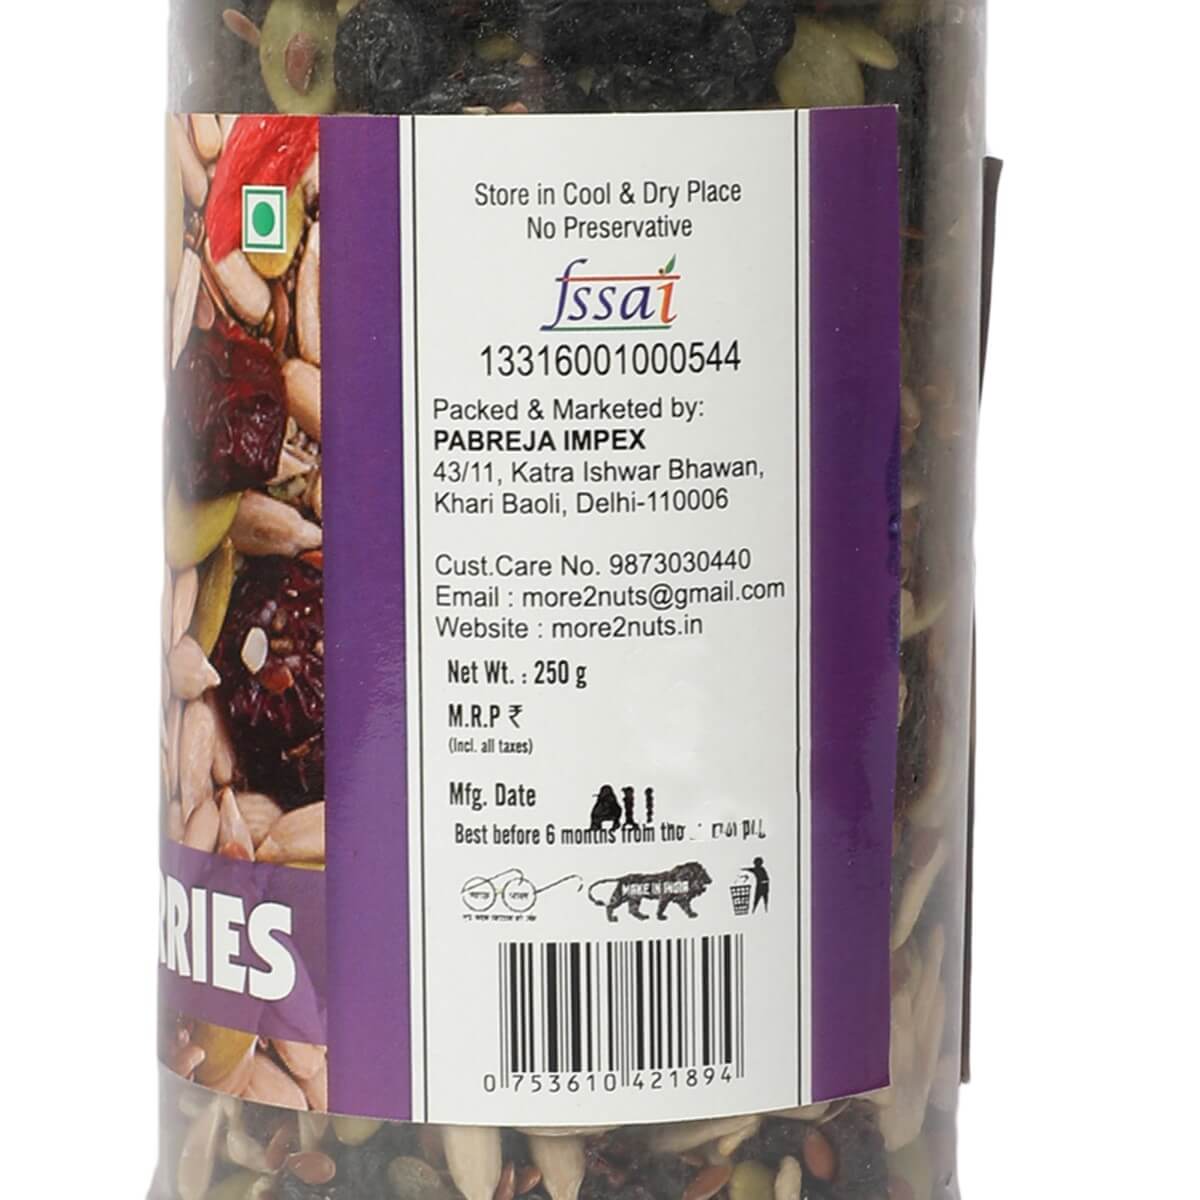 Store in Cool & Dry Place
No Preservative
fssai
13316001000544
Packed & Marketed by:
PABREJA IMPEX
43/11, Katra Ishwar Bhawan,
Khari Baoli, Delhi-110006
Cust.Care No. 9873030440
Email : more2nuts@gmail.com
Website : more2nuts.in
Net Wt. : 250 g
M.R.P ₹
(Incl. all taxes)
Mfg. Date
Best before 6 months from
MAKE IN INDIA
0 753610 421894
RRIES